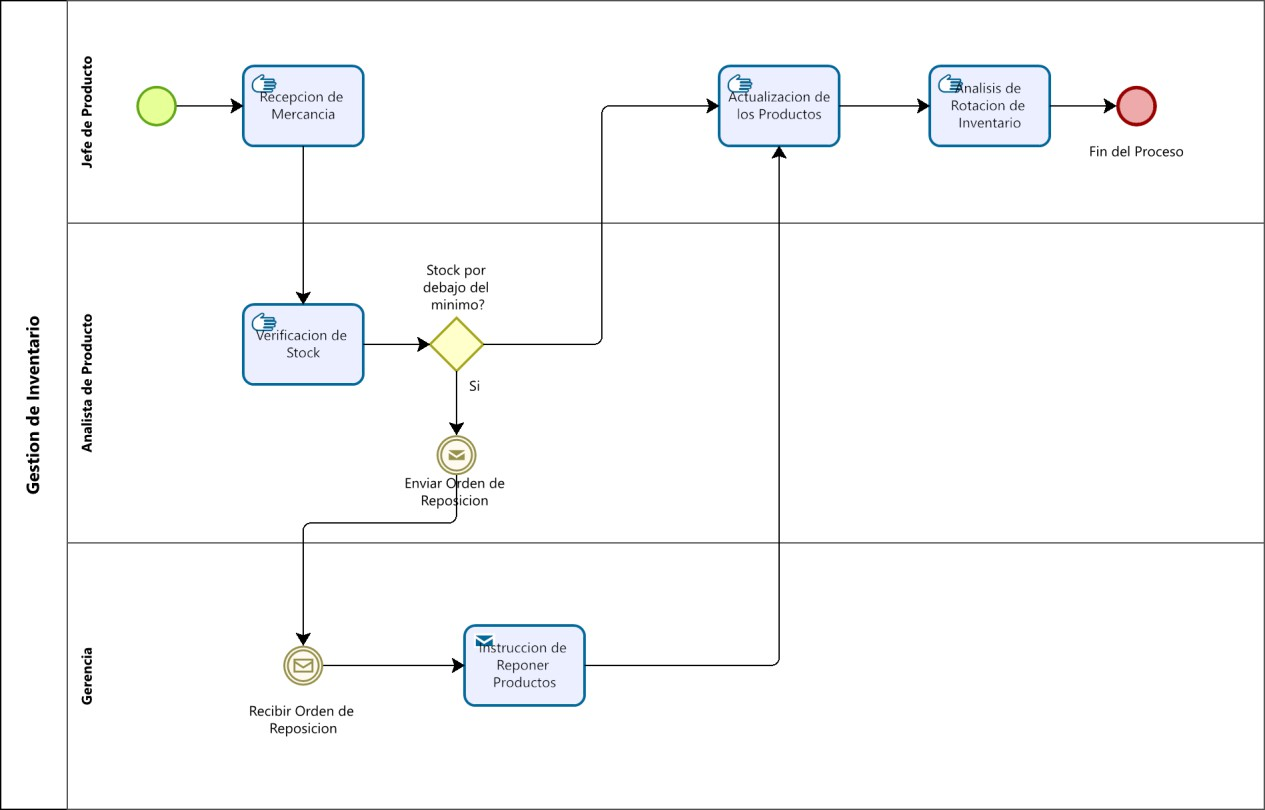 Gestion de Inventario
Jefe de Producto
Recepcion de
Mercancia
Actualizacion de
los Productos
Analisis de
Rotacion de
Inventario
Fin del Proceso
Analista de Producto
Verificacion de
Stock
Stock por
debajo del
minimo?
Si
Enviar Orden de
Reposicion
Gerencia
Recibir Orden de
Reposicion
Instruccion de
Reponer
Productos